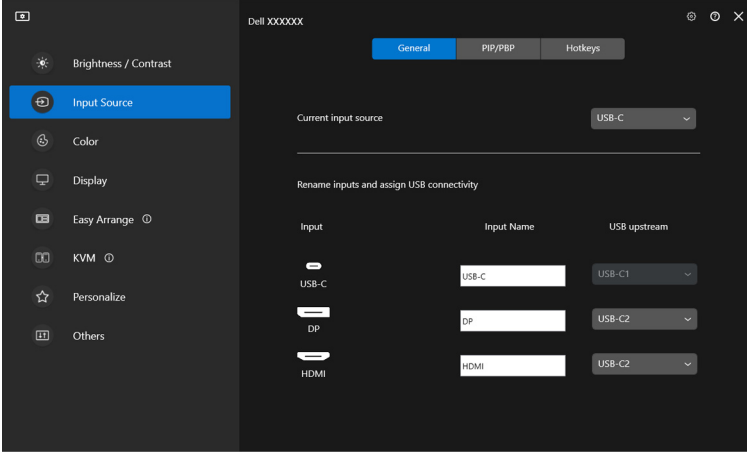 Dell XXXXXX
General PIP/PBP Hotkeys
Brightness / Contrast
Input Source
Color
Display
Easy Arrange
KVM
Personalize
Others
Current input source USB-C
Rename inputs and assign USB connectivity
Input Input Name USB upstream
USB-C USB-C USB-C1
DP DP USB-C2
HDMI HDMI USB-C2